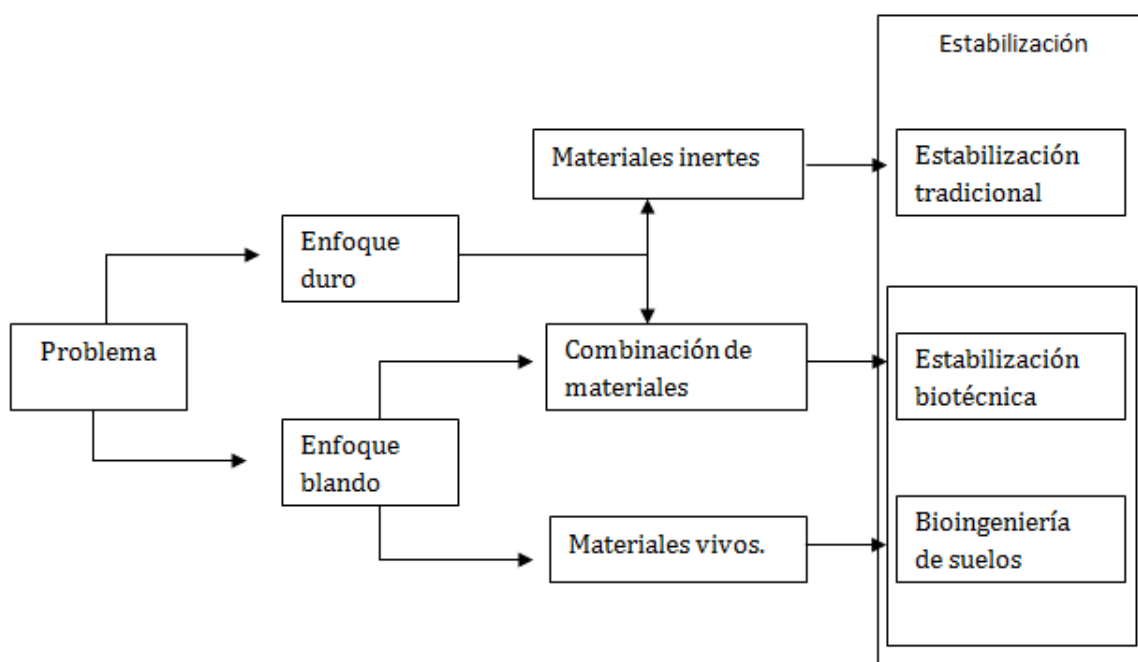 Estabilización
Materiales inertes
Estabilización
tradicional
Enfoque
duro
Problema
Combinación de
materiales
Estabilización
biotécnica
Enfoque
blando
Materiales vivos.
Bioingeniería
de suelos